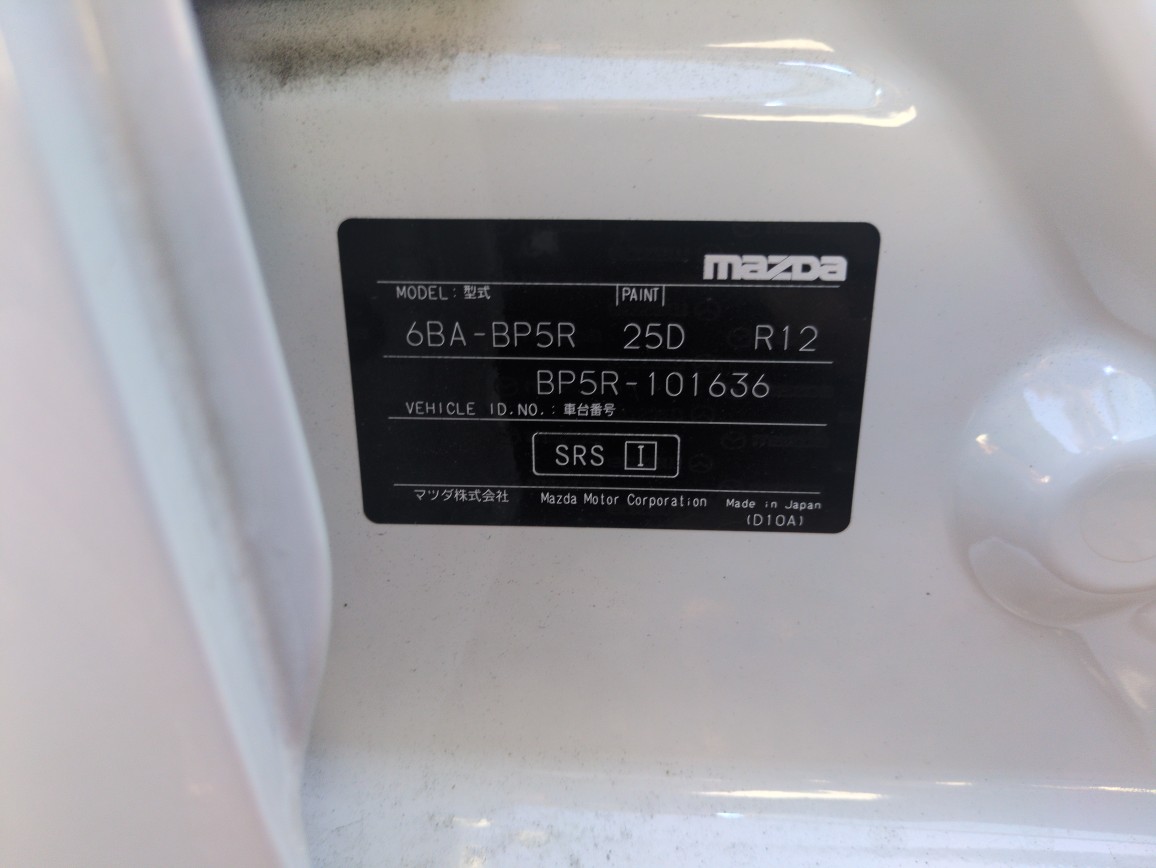 mazda
MODEL: 型式 PAINT
6BA-BP5R 25D R12
BP5R-101636
VEHICLE ID.NO.: 車台番号
SRS I
マツダ株式会社 Mazda Motor Corporation Made in Japan
(D10A)